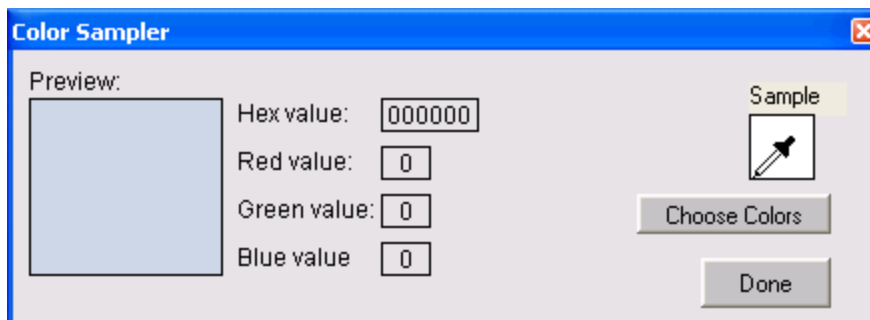 Color Sampler
Preview:
Hex value: 000000
Red value: 0
Green value: 0
Blue value 0
Sample
Choose Colors
Done